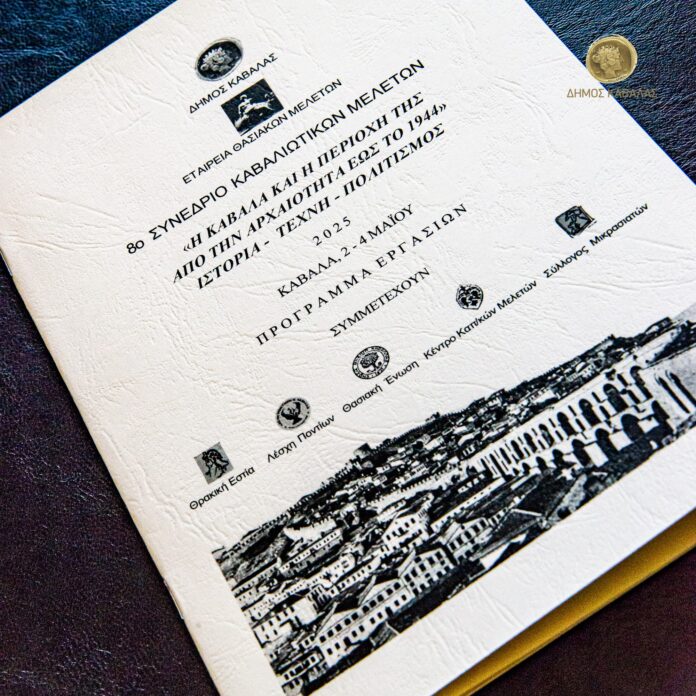 ΔΗΜΟΣ ΚΑΒΑΛΑΣ
ΕΤΑΙΡΕΙΑ ΘΑΣΙΑΚΩΝ ΜΕΛΕΤΩΝ
8ο ΣΥΝΕΔΡΙΟ ΚΑΒΑΛΙΩΤΙΚΩΝ ΜΕΛΕΤΩΝ
«Η ΚΑΒΑΛΑ ΚΑΙ Η ΠΕΡΙΟΧΗ ΤΗΣ
ΑΠΟ ΤΗΝ ΑΡΧΑΙΟΤΗΤΑ ΕΩΣ ΤΟ 1944»
ΙΣΤΟΡΙΑ - ΤΕΧΝΗ - ΠΟΛΙΤΙΣΜΟΣ
2025
ΚΑΒΑΛΑ, 2 - 4 ΜΑΪΟΥ
ΠΡΟΓΡΑΜΜΑ ΕΡΓΑΣΙΩΝ
ΣΥΜΜΕΤΕΧΟΥΝ
Θρακική Εστία Λέσχη Ποντίων Θασιακή Ένωση Κέντρο Καπ/κών Μελετών Σύλλογος Μικρασιατών
ΔΗΜΟΣ ΚΑΒΑΛΑΣ